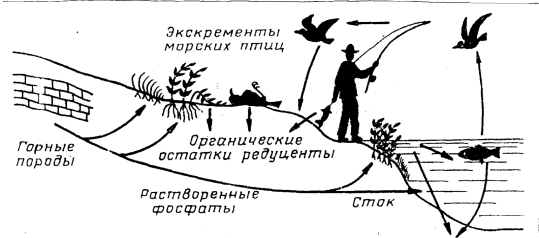 Экскременты
морских птиц
Горные
породы
Органические
остатки редуценты
Растворенные
фосфаты
Сток